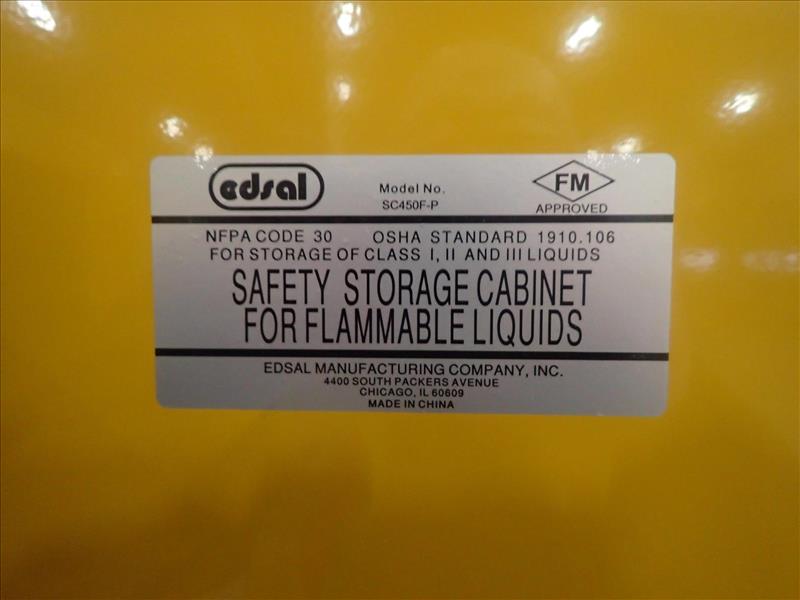 edsal
Model No.
SC450F-P
FM
APPROVED
NFPA CODE 30 OSHA STANDARD 1910.106
FOR STORAGE OF CLASS I, II AND III LIQUIDS
SAFETY STORAGE CABINET
FOR FLAMMABLE LIQUIDS
EDSAL MANUFACTURING COMPANY, INC.
4400 SOUTH PACKERS AVENUE
CHICAGO, IL 60609
MADE IN CHINA